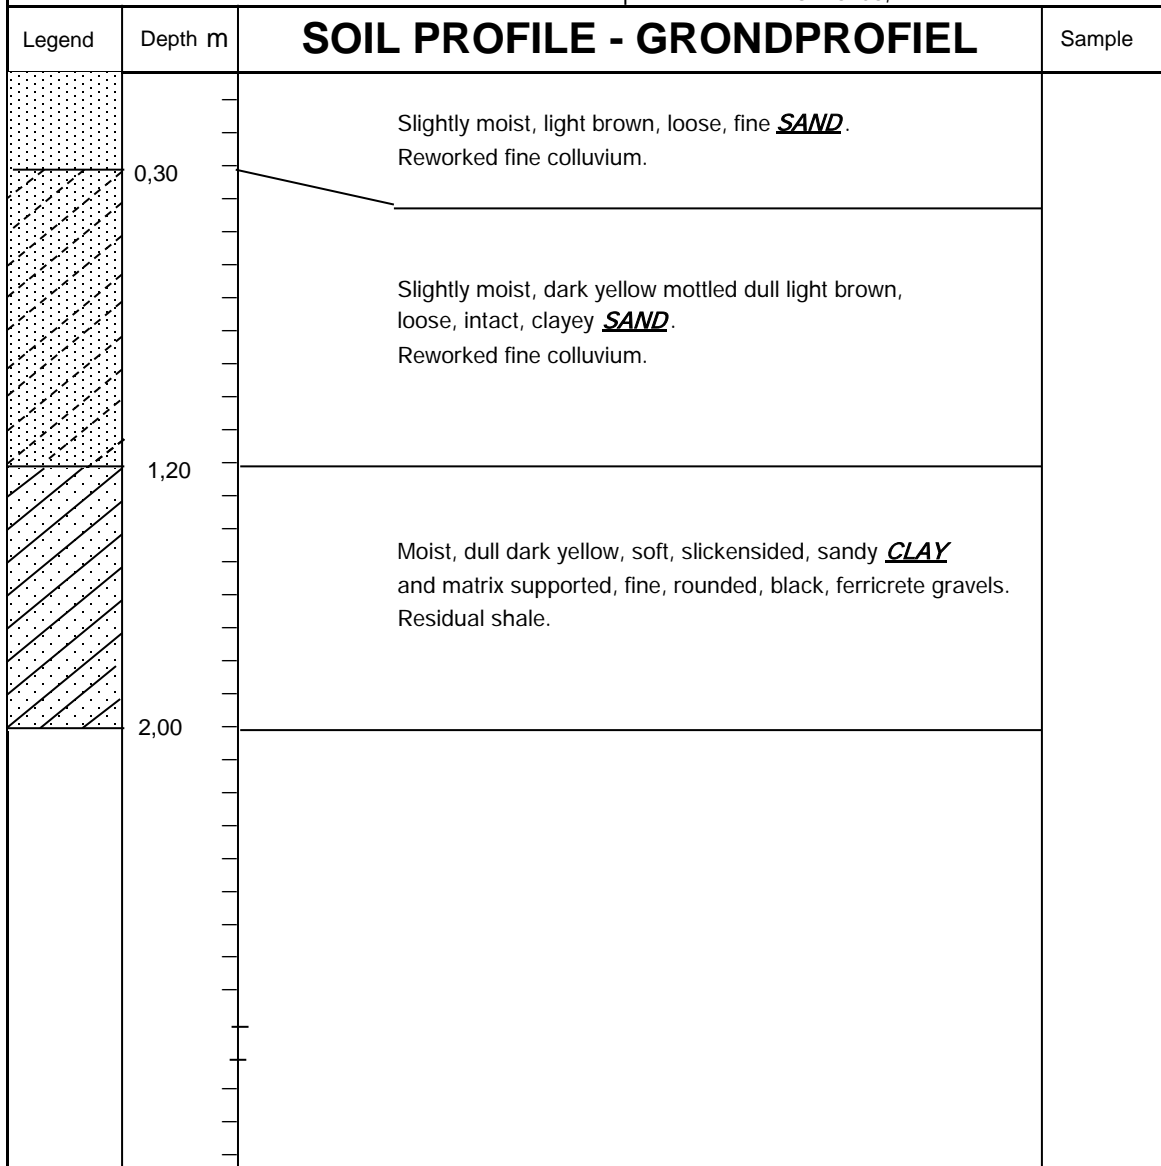 Legend Depth m SOIL PROFILE - GRONDPROFIEL Sample
Slightly moist, light brown, loose, fine SAND.
Reworked fine colluvium.
0,30
Slightly moist, dark yellow mottled dull light brown,
loose, intact, clayey SAND.
Reworked fine colluvium.
1,20
Moist, dull dark yellow, soft, slickensided, sandy CLAY
and matrix supported, fine, rounded, black, ferricrete gravels.
Residual shale.
2,00